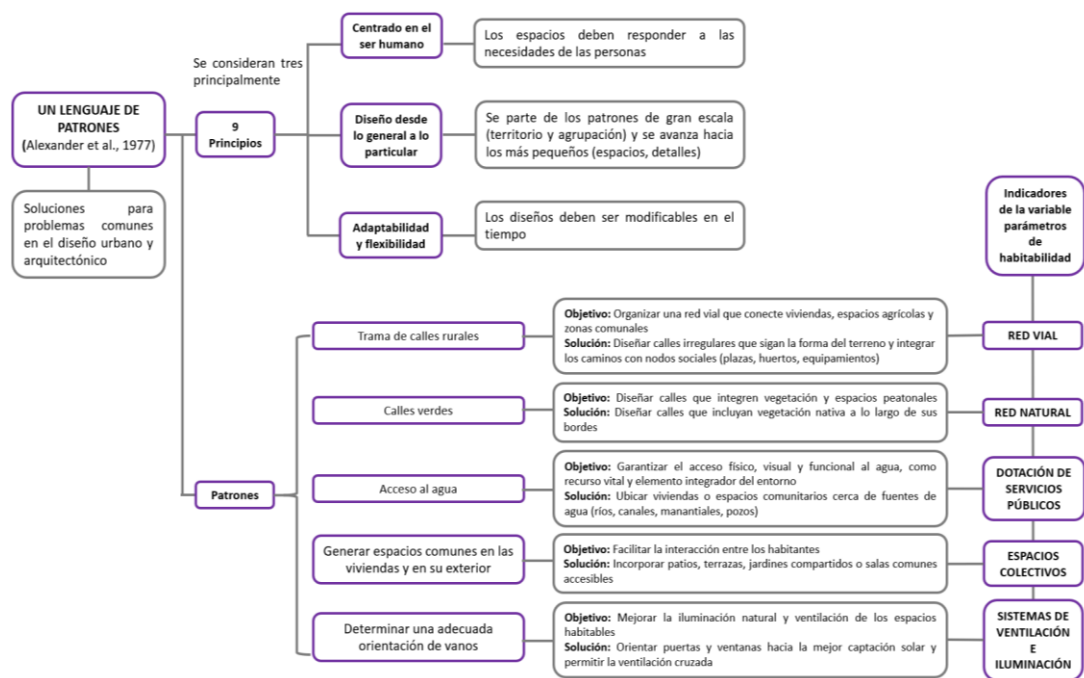 Centrado en el
ser humano
Los espacios deben responder a las
necesidades de las personas
Se consideran tres
principalmente
UN LENGUAJE DE
PATRONES
(Alexander et al., 1977)
9
Principios
Diseño desde
lo general a lo
particular
Se parte de los patrones de gran escala
(territorio y agrupación) y se avanza hacia
los más pequeños (espacios, detalles)
Soluciones para
problemas comunes
en el diseño urbano y
arquitectónico
Adaptabilidad
y flexibilidad
Los diseños deben ser modificables en el
tiempo
Indicadores
de la variable
parámetros
de
habitabilidad
Patrones
Trama de calles rurales
Objetivo: Organizar una red vial que conecte viviendas, espacios agrícolas y
zonas comunales
Solución: Diseñar calles irregulares que sigan la forma del terreno y integrar
los caminos con nodos sociales (plazas, huertos, equipamientos)
RED VIAL
Calles verdes
Objetivo: Diseñar calles que integren vegetación y espacios peatonales
Solución: Diseñar calles que incluyan vegetación nativa a lo largo de sus
bordes
RED NATURAL
Acceso al agua
Objetivo: Garantizar el acceso físico, visual y funcional al agua, como
recurso vital y elemento integrador del entorno
Solución: Ubicar viviendas o espacios comunitarios cerca de fuentes de
agua (ríos, canales, manantiales, pozos)
DOTACIÓN DE
SERVICIOS
PÚBLICOS
Generar espacios comunes en las
viviendas y en su exterior
Objetivo: Facilitar la interacción entre los habitantes
Solución: Incorporar patios, terrazas, jardines compartidos o salas comunes
accesibles
ESPACIOS
COLECTIVOS
Determinar una adecuada
orientación de vanos
Objetivo: Mejorar la iluminación natural y ventilación de los espacios
habitables
Solución: Orientar puertas y ventanas hacia la mejor captación solar y
permitir la ventilación cruzada
SISTEMAS DE
VENTILACIÓN
E
ILUMINACIÓN